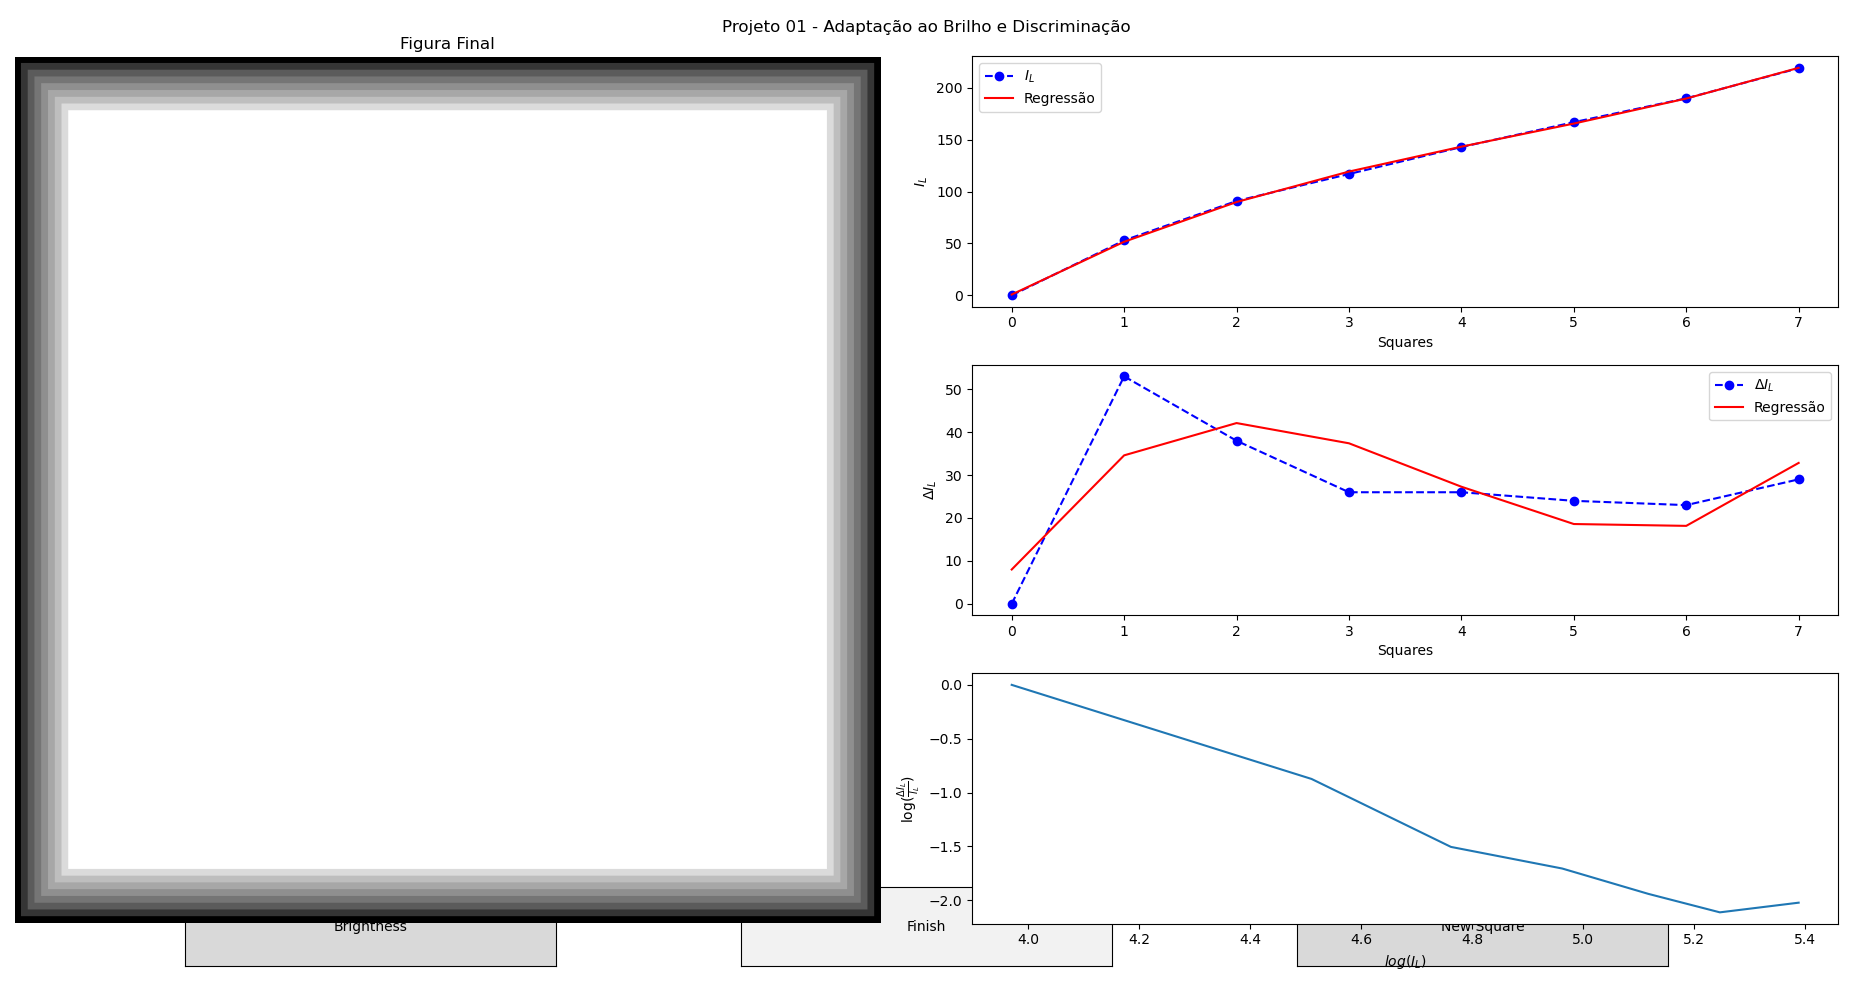 Projeto 01 - Adaptação ao Brilho e Discriminação
Figura Final
I_L
Regressão
I_L
200
150
100
50
0
0 1 2 3 4 5 6 7
Squares
ΔI_L
Regressão
ΔI_L
50
40
30
20
10
0
0 1 2 3 4 5 6 7
Squares
log(ΔI_L/I_L)
0.0
−0.5
−1.0
−1.5
−2.0
4.0 4.2 4.4 4.6 4.8 5.0 5.2 5.4
log(I_L)
Brightness
Finish
New Square